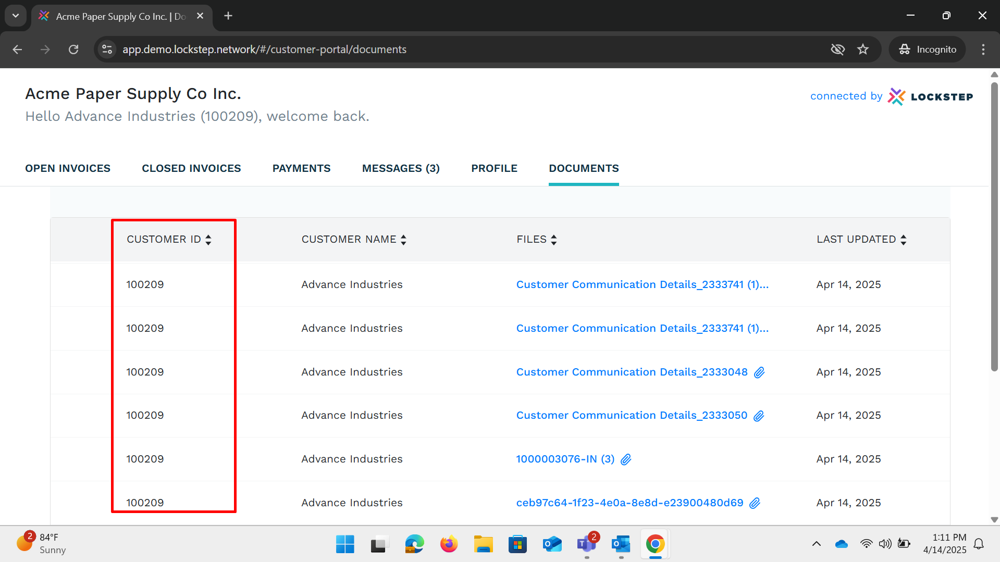 Acme Paper Supply Co Inc. | Do
app.demo.lockstep.network/#/customer-portal/documents
Incognito
Acme Paper Supply Co Inc.
connected by LOCKSTEP
Hello Advance Industries (100209), welcome back.
OPEN INVOICES CLOSED INVOICES PAYMENTS MESSAGES (3) PROFILE DOCUMENTS
CUSTOMER ID CUSTOMER NAME FILES LAST UPDATED
100209 Advance Industries Customer Communication Details_2333741 (1)... Apr 14, 2025
100209 Advance Industries Customer Communication Details_2333741 (1)... Apr 14, 2025
100209 Advance Industries Customer Communication Details_2333048 Apr 14, 2025
100209 Advance Industries Customer Communication Details_2333050 Apr 14, 2025
100209 Advance Industries 1000003076-IN (3) Apr 14, 2025
100209 Advance Industries ceb97c64-1f23-4e0a-8e8d-e23900480d69 Apr 14, 2025
2 84°F
Sunny
2
1:11 PM
4/14/2025